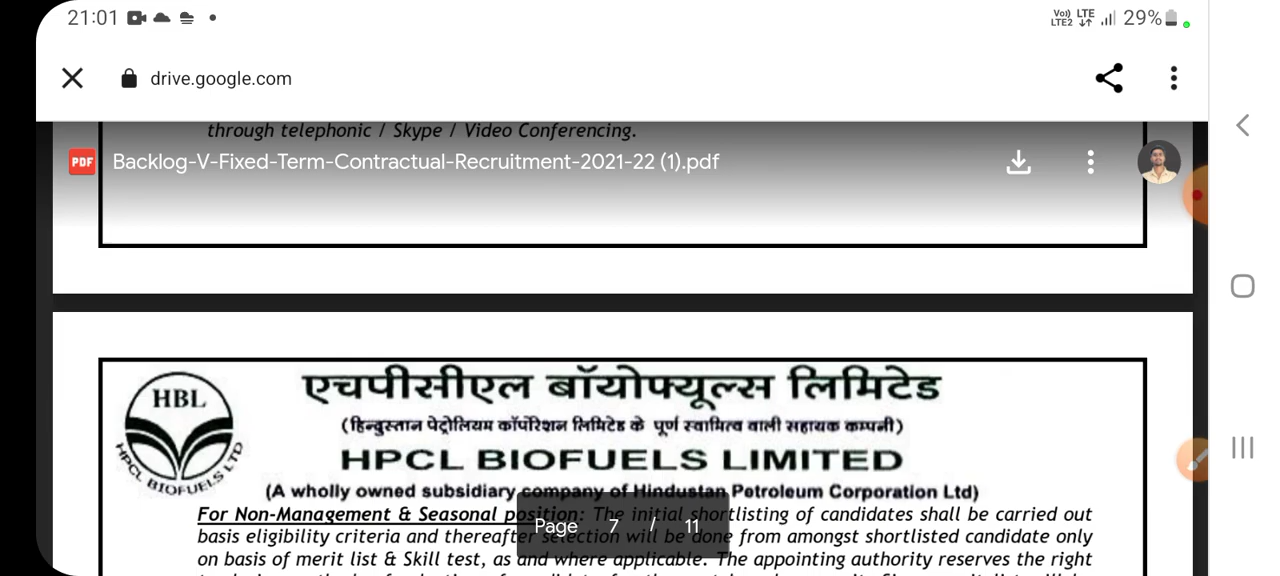 21:01
Vo)) LTE
LTE2
29%
drive.google.com
through telephonic / Skype / Video Conferencing.
PDF
Backlog-V-Fixed-Term-Contractual-Recruitment-2021-22 (1).pdf
HBL
HPCL BIOFUELS LTD
एचपीसीएल बॉयोफ्यूल्स लिमिटेड
(हिन्दुस्तान पेट्रोलियम कॉर्पोरेशन लिमिटेड के पूर्ण स्वामित्व वाली सहायक कम्पनी)
HPCL BIOFUELS LIMITED
(A wholly owned subsidiary company of Hindustan Petroleum Corporation Ltd)
For Non-Management & Seasonal position: The initial shortlisting of candidates shall be carried out
Page 7 / 11
basis eligibility criteria and thereafter selection will be done from amongst shortlisted candidate only
on basis of merit list & Skill test, as and where applicable. The appointing authority reserves the right